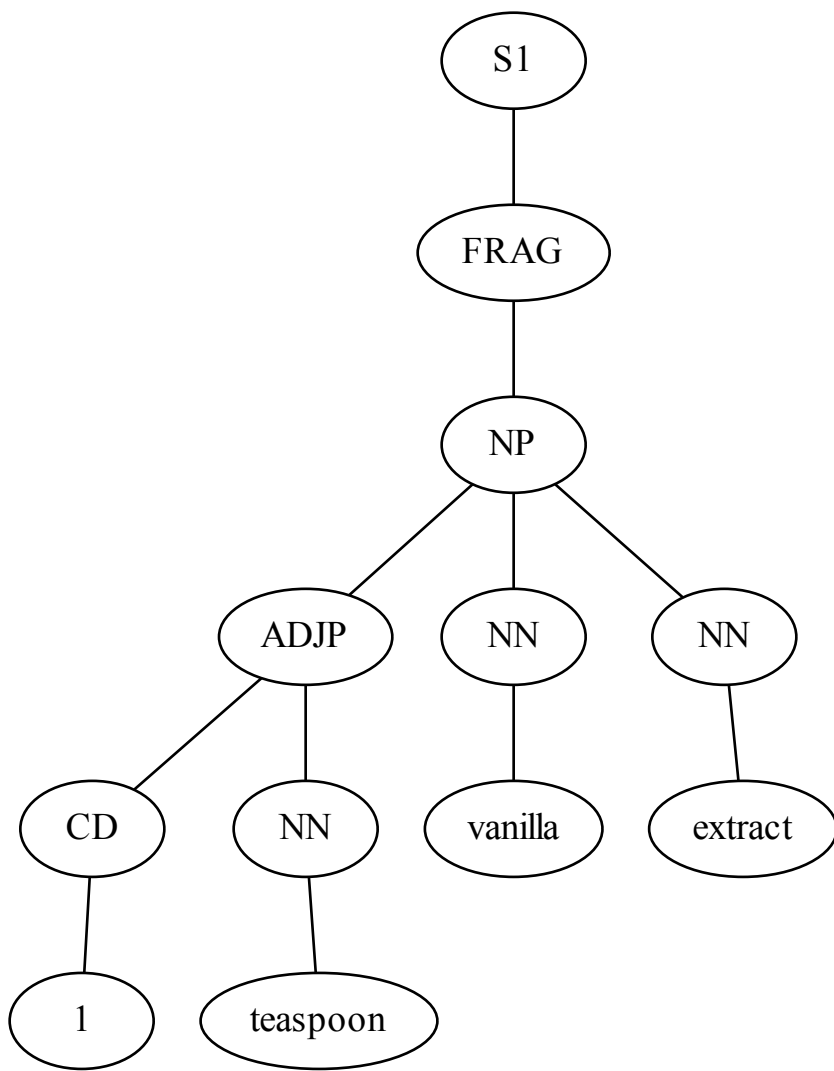 S1
FRAG
NP
ADJP NN NN
CD NN vanilla extract
1 teaspoon